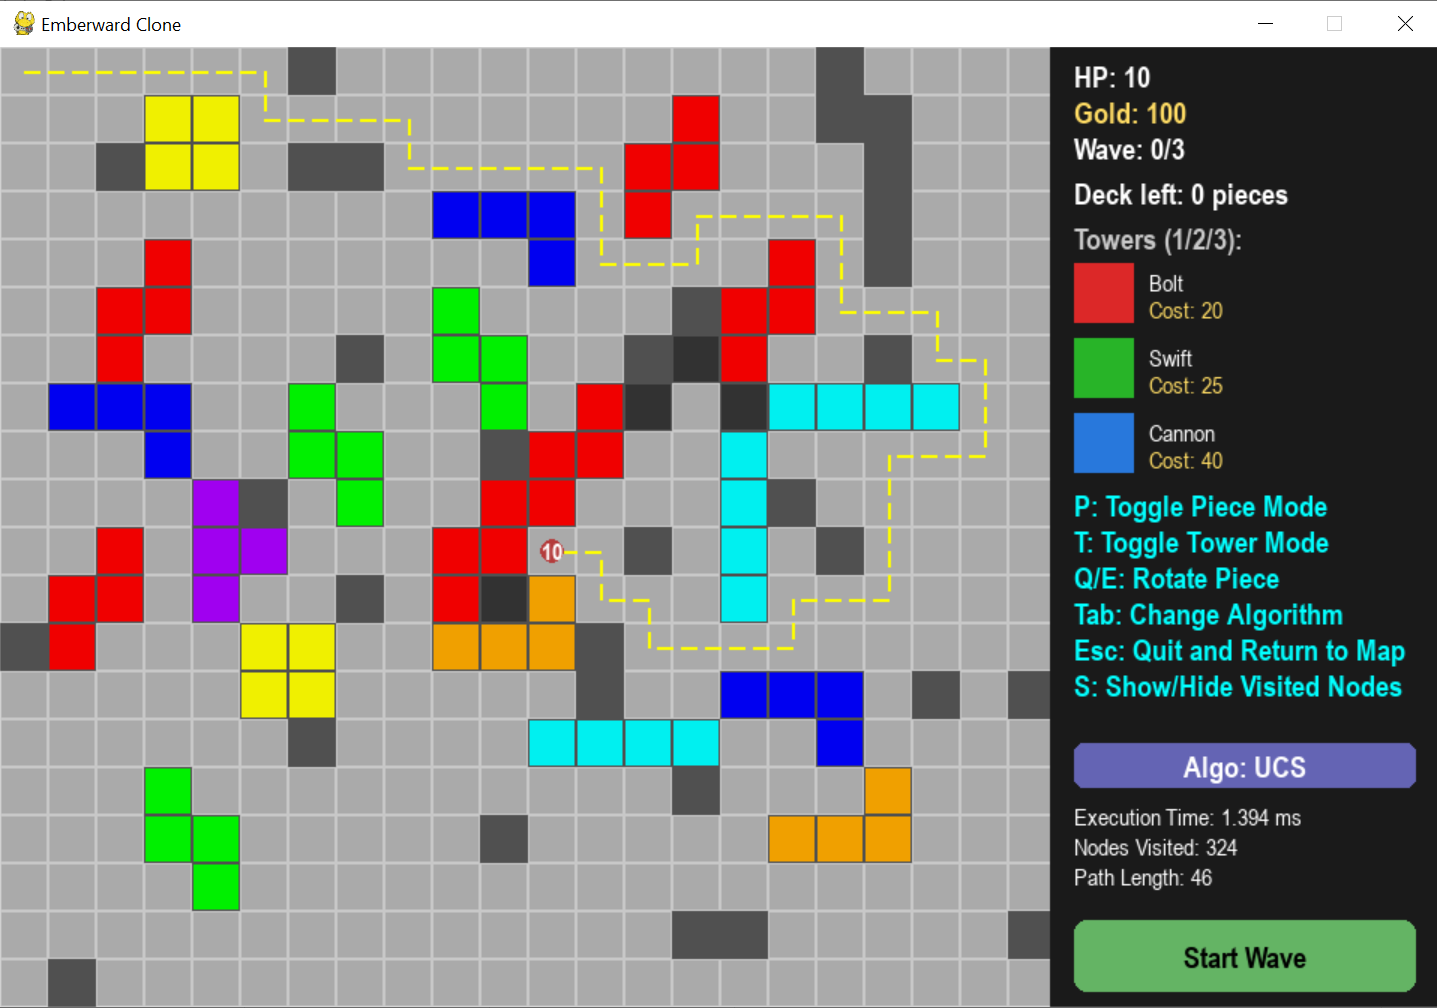 Emberward Clone
HP: 10
Gold: 100
Wave: 0/3
Deck left: 0 pieces
Towers (1/2/3):
Bolt
Cost: 20
Swift
Cost: 25
Cannon
Cost: 40
P: Toggle Piece Mode
T: Toggle Tower Mode
Q/E: Rotate Piece
Tab: Change Algorithm
Esc: Quit and Return to Map
S: Show/Hide Visited Nodes
Algo: UCS
Execution Time: 1.394 ms
Nodes Visited: 324
Path Length: 46
Start Wave
10